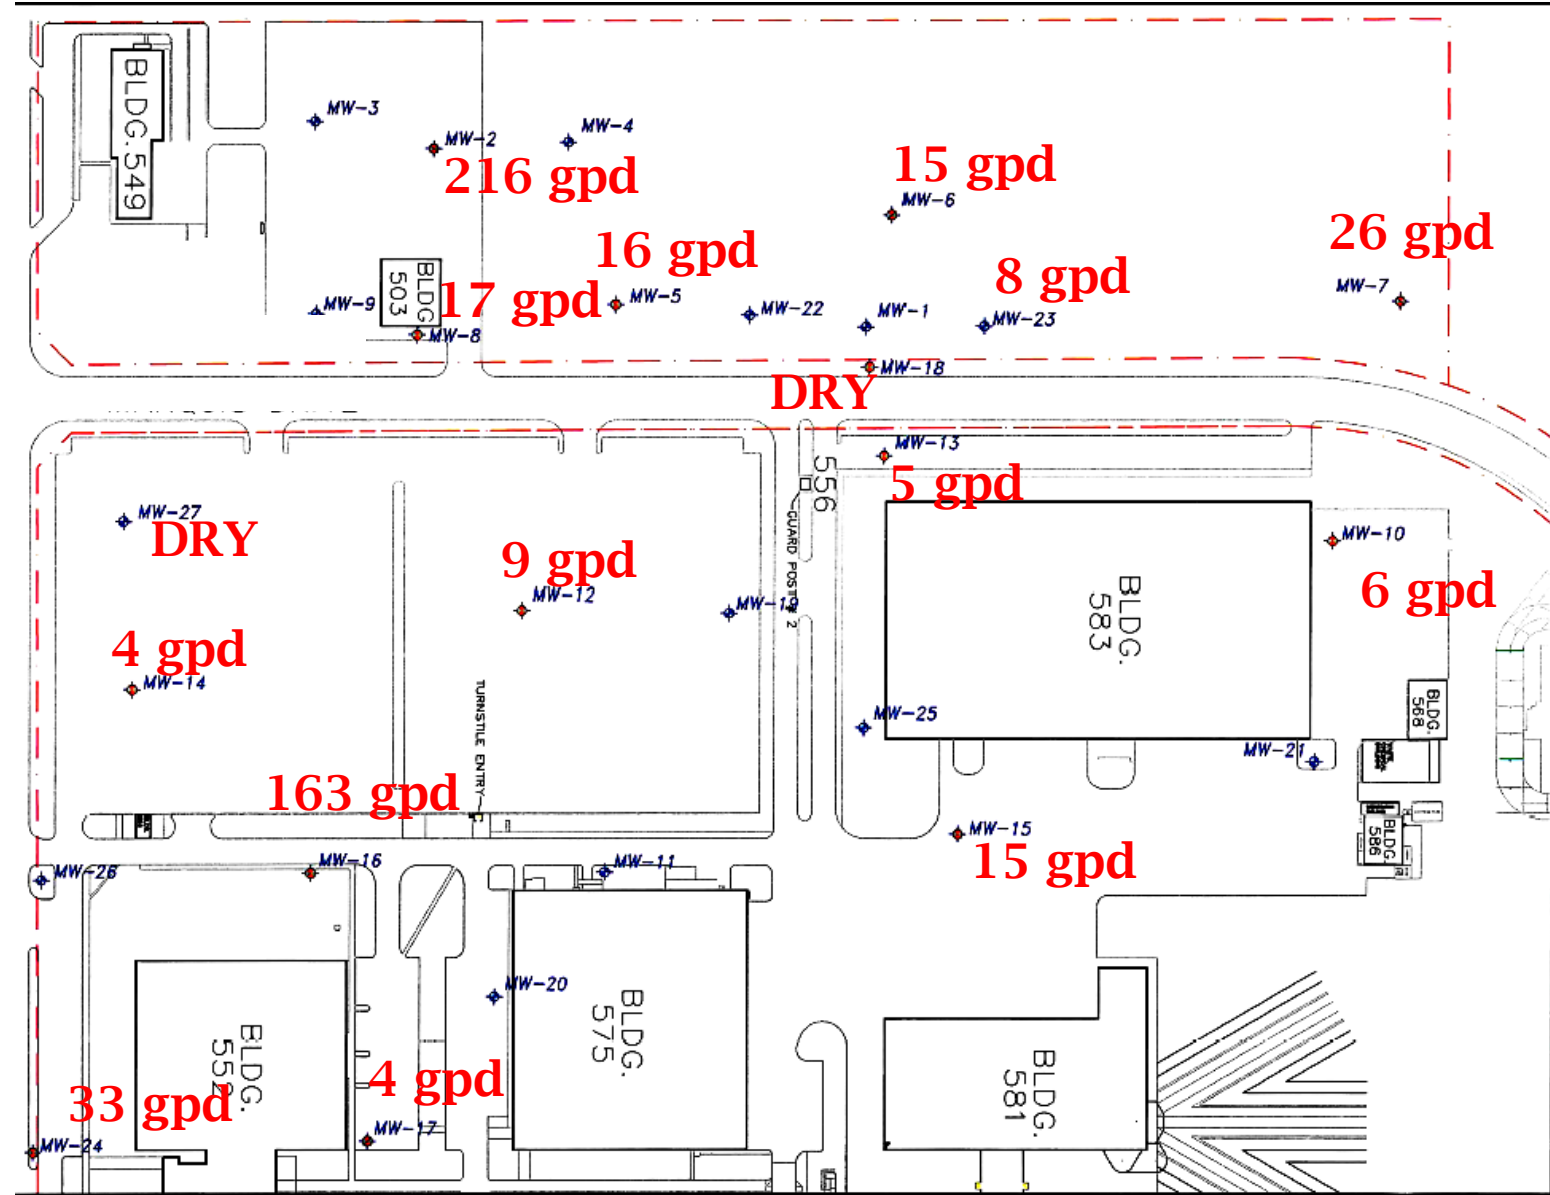 BLDG. 549
MW-3
MW-2
216 gpd
MW-4
15 gpd
MW-6
26 gpd
MW-7
16 gpd
MW-5
8 gpd
MW-23
BLDG
503
17 gpd
MW-9
MW-8
MW-22
MW-1
MW-18
DRY
MW-13
5 gpd
556
GUARD POST # 2
MW-27
DRY
9 gpd
MW-12
MW-19
BLDG.
583
MW-10
6 gpd
4 gpd
MW-14
TURNSTILE ENTRY
MW-25
MW-21
BLDG.
568
163 gpd
MW-15
15 gpd
BLDG.
586
MW-26
MW-16
MW-11
MW-20
BLDG.
552
BLDG.
575
BLDG.
581
33 gpd
4 gpd
MW-24
MW-17